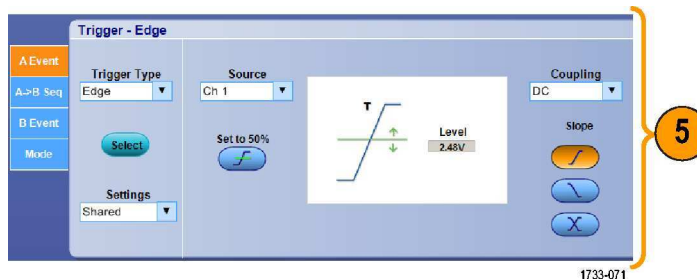 Trigger - Edge
A Event
A->B Seq
B Event
Mode
Trigger Type
Edge
Select
Settings
Shared
Source
Ch 1
Set to 50%
T
Level
2.48V
Coupling
DC
Slope
5
1733-071